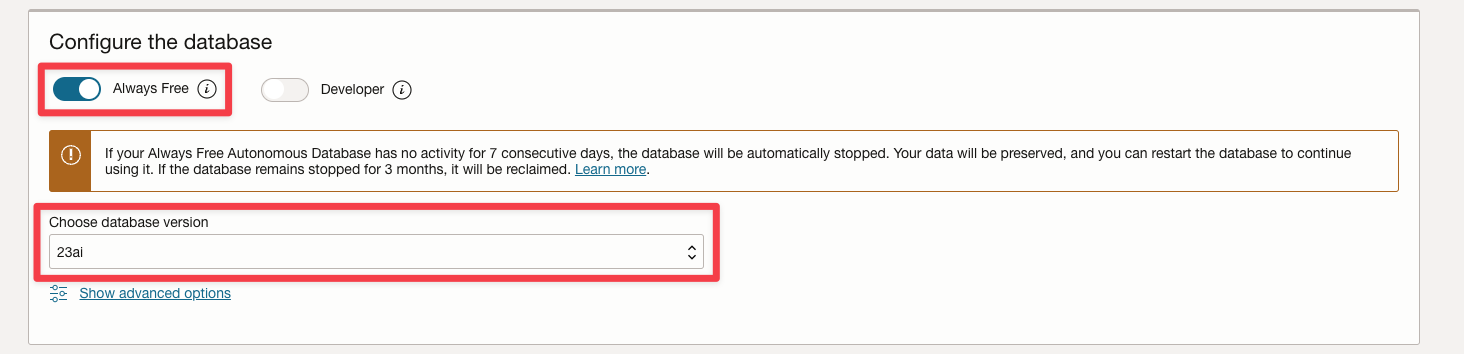 Configure the database
Always Free
Developer
If your Always Free Autonomous Database has no activity for 7 consecutive days, the database will be automatically stopped. Your data will be preserved, and you can restart the database to continue
using it. If the database remains stopped for 3 months, it will be reclaimed. Learn more.
Choose database version
23ai
Show advanced options